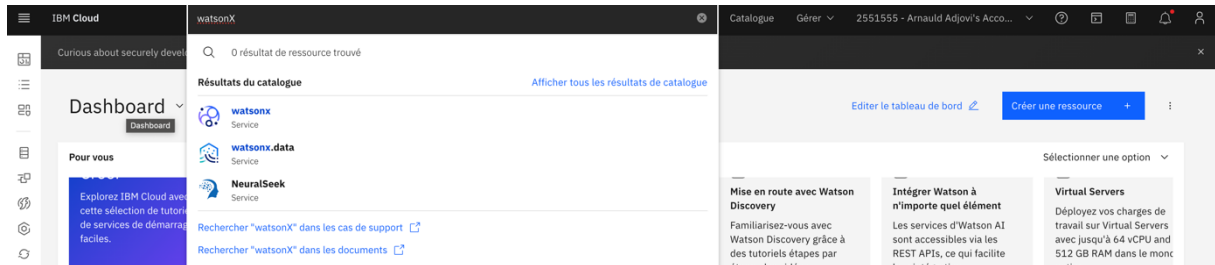 IBM Cloud
watsonX
Catalogue
Gérer
2551555 - Arnauld Adjovi's Acco...
Curious about securely devel
0 résultat de ressource trouvé
Résultats du catalogue
Afficher tous les résultats de catalogue
Dashboard
Dashboard
watsonx
Service
watsonx.data
Service
NeuralSeek
Service
Rechercher "watsonX" dans les cas de support
Rechercher "watsonX" dans les documents
Editer le tableau de bord
Créer une ressource +
Pour vous
Sélectionner une option
Explorez IBM Cloud avec
cette sélection de tutorie
de services de démarrag
faciles.
Mise en route avec Watson
Discovery
Familiarisez-vous avec
Watson Discovery grâce à
des tutoriels étapes par
Intégrer Watson à
n'importe quel élément
Les services d'Watson AI
sont accessibles via les
REST APIs, ce qui facilite
Virtual Servers
Déployez vos charges de
travail sur Virtual Servers
avec jusqu'à 64 vCPU and
512 GB RAM dans le mond